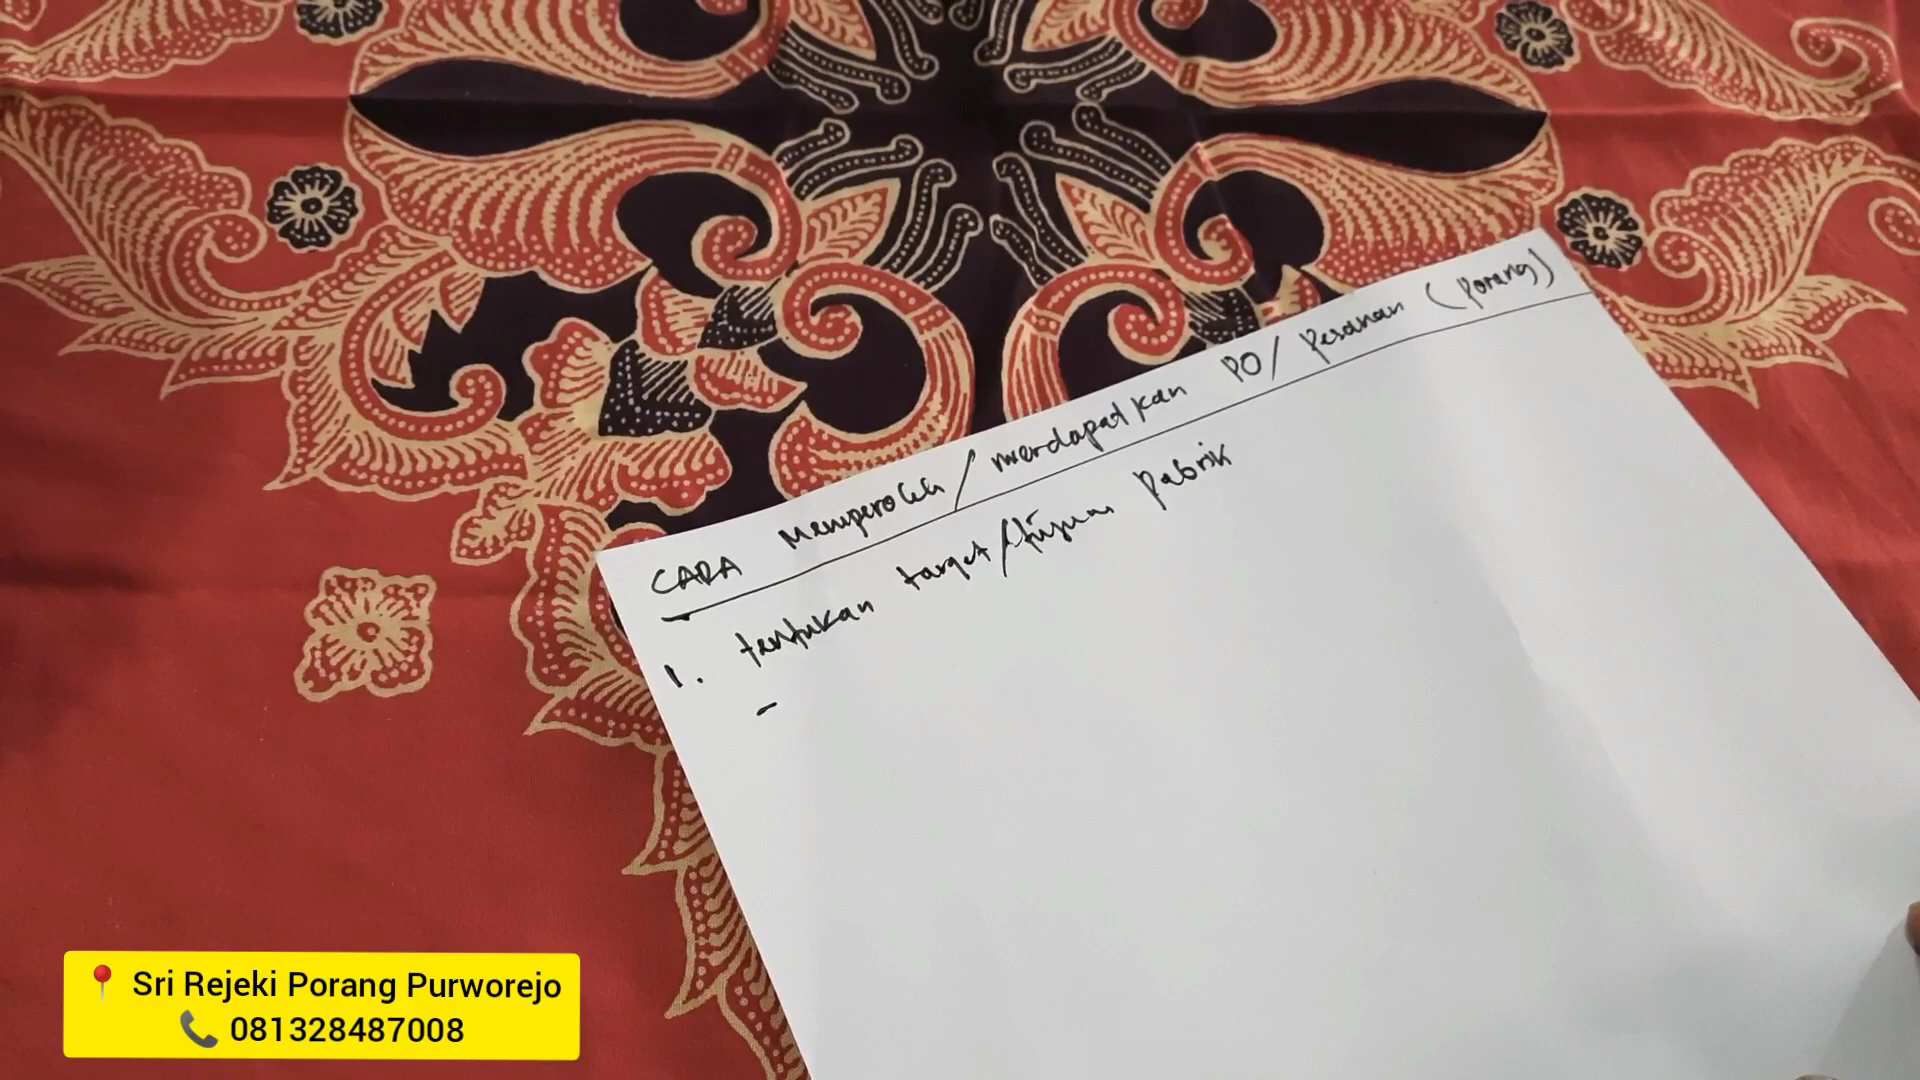 CARA Memperoleh / mendapatkan PO / Pesanan (porang)
1. tentukan target / tujuan pabrik
-
Sri Rejeki Porang Purworejo
081328487008